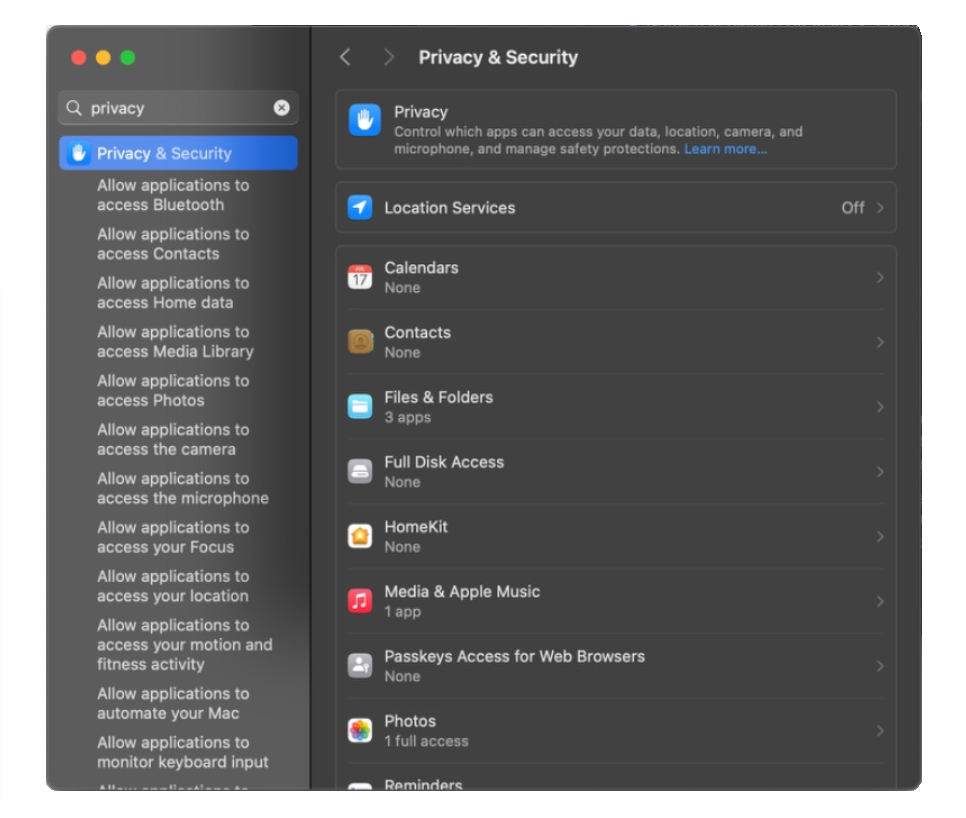 privacy
Privacy & Security
Allow applications to
access Bluetooth
Allow applications to
access Contacts
Allow applications to
access Home data
Allow applications to
access Media Library
Allow applications to
access Photos
Allow applications to
access the camera
Allow applications to
access the microphone
Allow applications to
access your Focus
Allow applications to
access your location
Allow applications to
access your motion and
fitness activity
Allow applications to
automate your Mac
Allow applications to
monitor keyboard input
Allow applications to
Privacy & Security
Privacy
Control which apps can access your data, location, camera, and
microphone, and manage safety protections. Learn more...
Location Services
Off
JUL
17
Calendars
None
Contacts
None
Files & Folders
3 apps
Full Disk Access
None
HomeKit
None
Media & Apple Music
1 app
Passkeys Access for Web Browsers
None
Photos
1 full access
Reminders